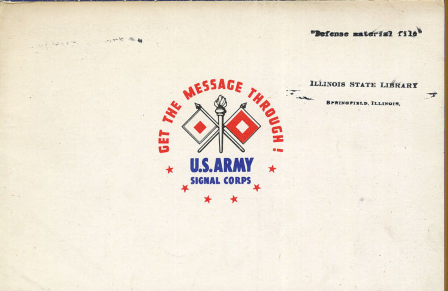 "Defense material file"
ILLINOIS STATE LIBRARY
SPRINGFIELD, ILLINOIS,
GET THE MESSAGE THROUGH!
U.S. ARMY
SIGNAL CORPS